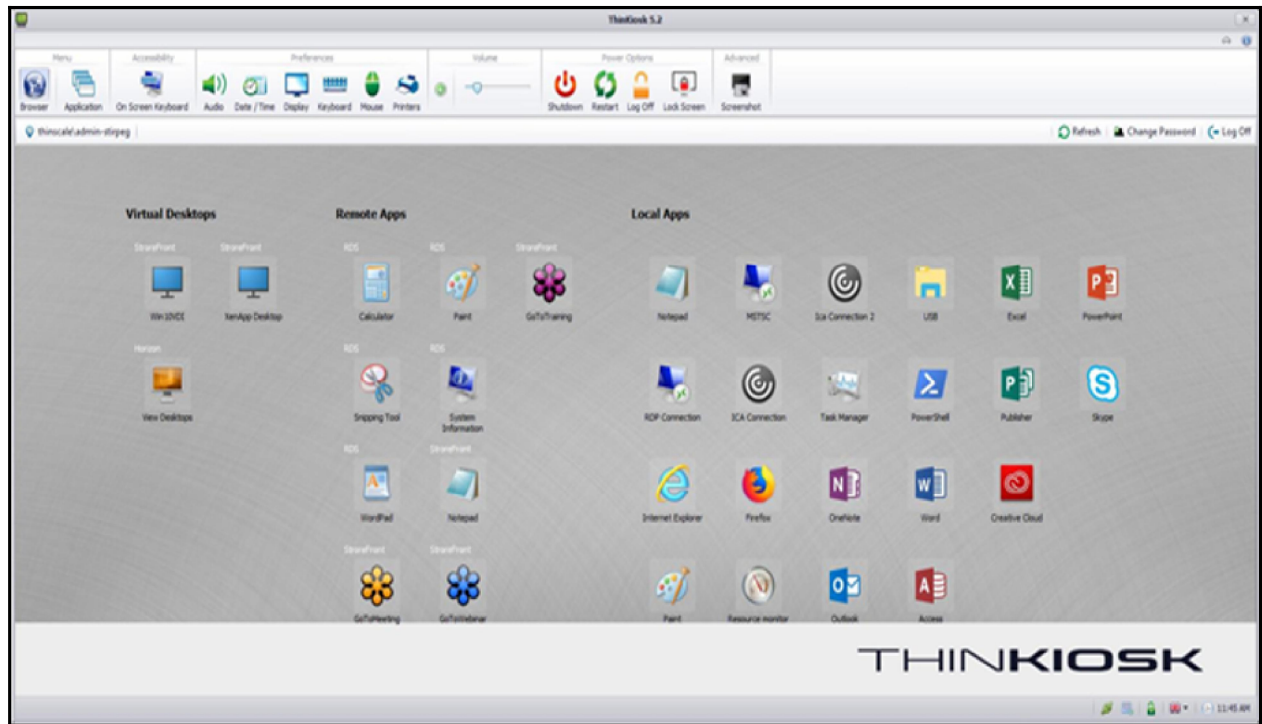 ThinKiosk 5.2
Menu Accessibility Preferences Volume Power Options Advanced
Browser Application On Screen Keyboard Audio Date / Time Display Keyboard Mouse Printers Shutdown Restart Log Off Lock Screen Screenshot
thinscale\admin-stirpeg Refresh Change Password Log Off
Virtual Desktops Remote Apps Local Apps
StoreFront StoreFront RDS RDS StoreFront
Win10VDI XenApp Desktop Calculator Paint GoToTraining Notepad MSTSC Ica Connection 2 USB Excel PowerPoint
Horizon RDS RDS
View Desktops Snipping Tool System Information RDP Connection ICA Connection Task Manager PowerShell Publisher Skype
RDS StoreFront
WordPad Notepad Internet Explorer Firefox OneNote Word Creative Cloud
StoreFront StoreFront
GoToMeeting GoToWebinar Paint Resource monitor Outlook Access
THINKIOSK
11:45 AM